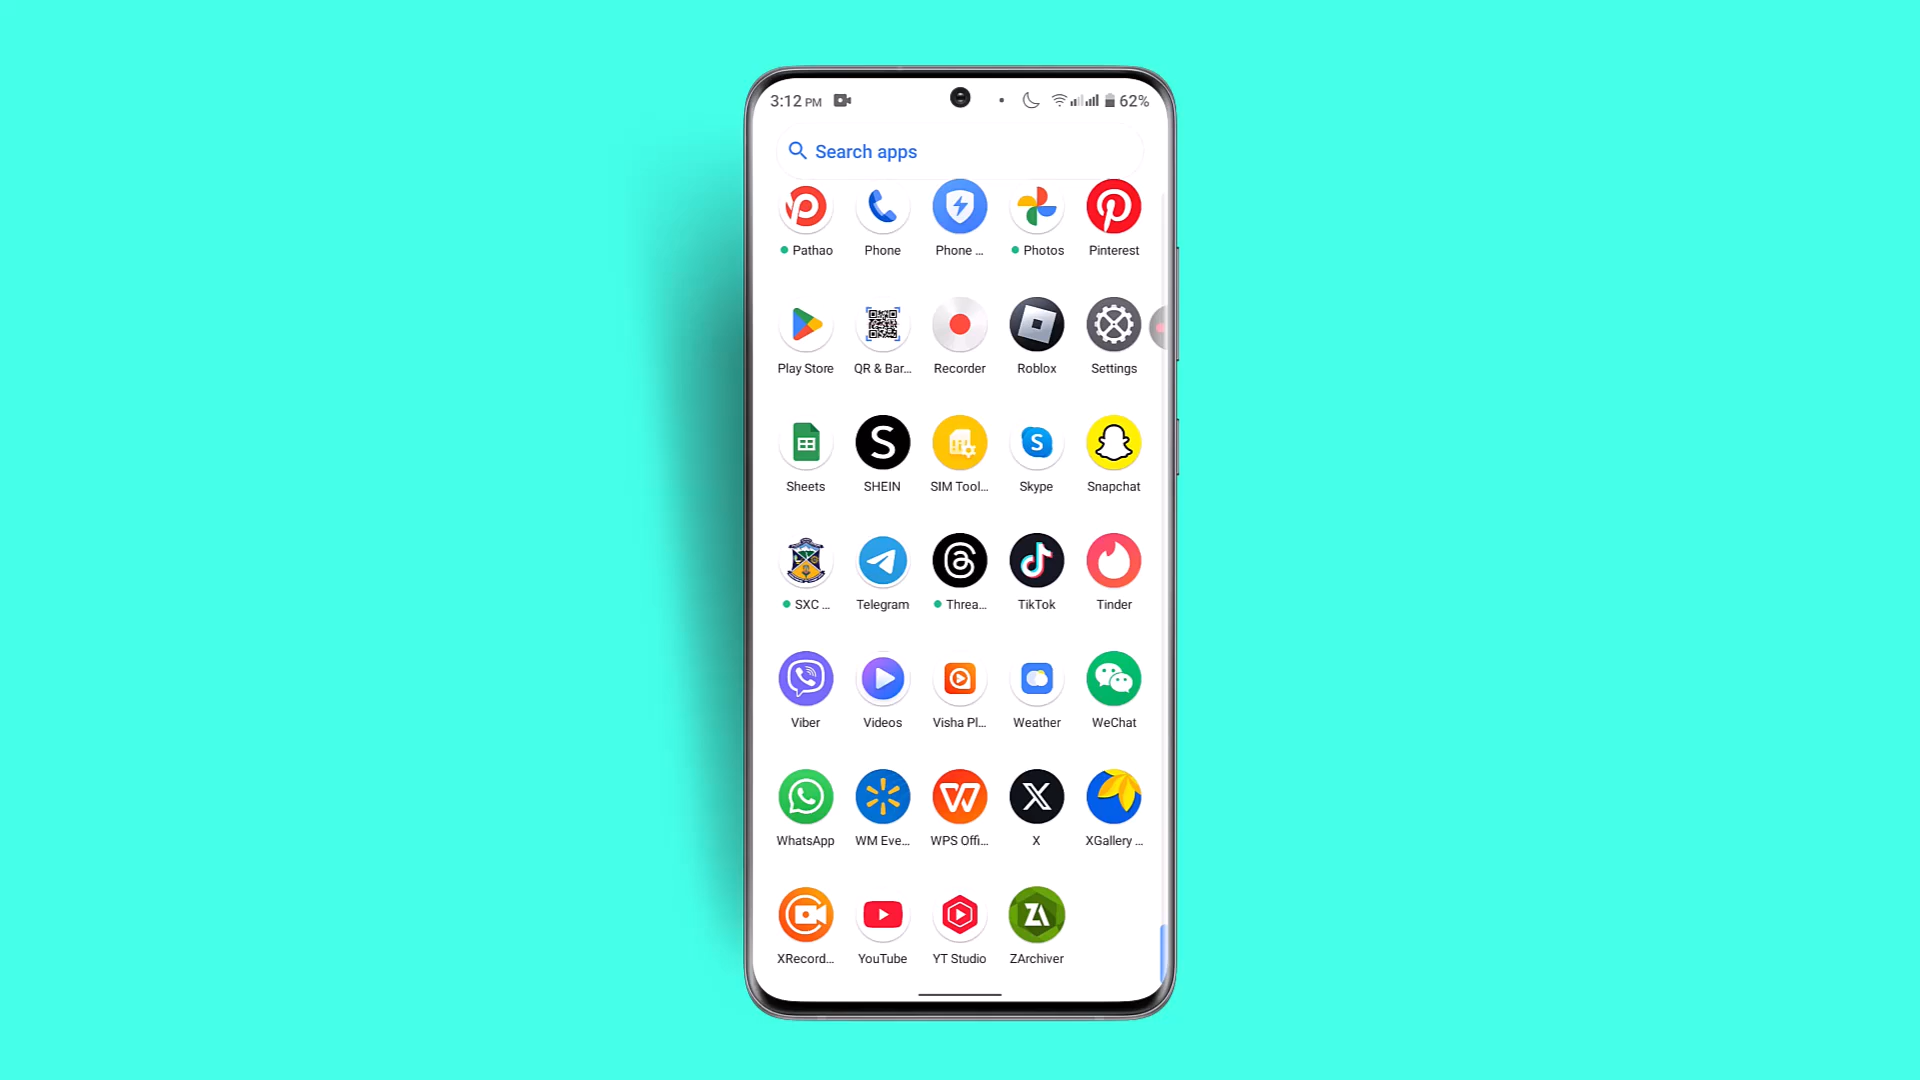 3:12 PM 62%
Search apps
Pathao Phone Phone ... Photos Pinterest
Play Store QR & Bar... Recorder Roblox Settings
Sheets SHEIN SIM Tool... Skype Snapchat
SXC ... Telegram Threa... TikTok Tinder
Viber Videos Visha Pl... Weather WeChat
WhatsApp WM Eve... WPS Offi... X XGallery ...
XRecord... YouTube YT Studio ZArchiver